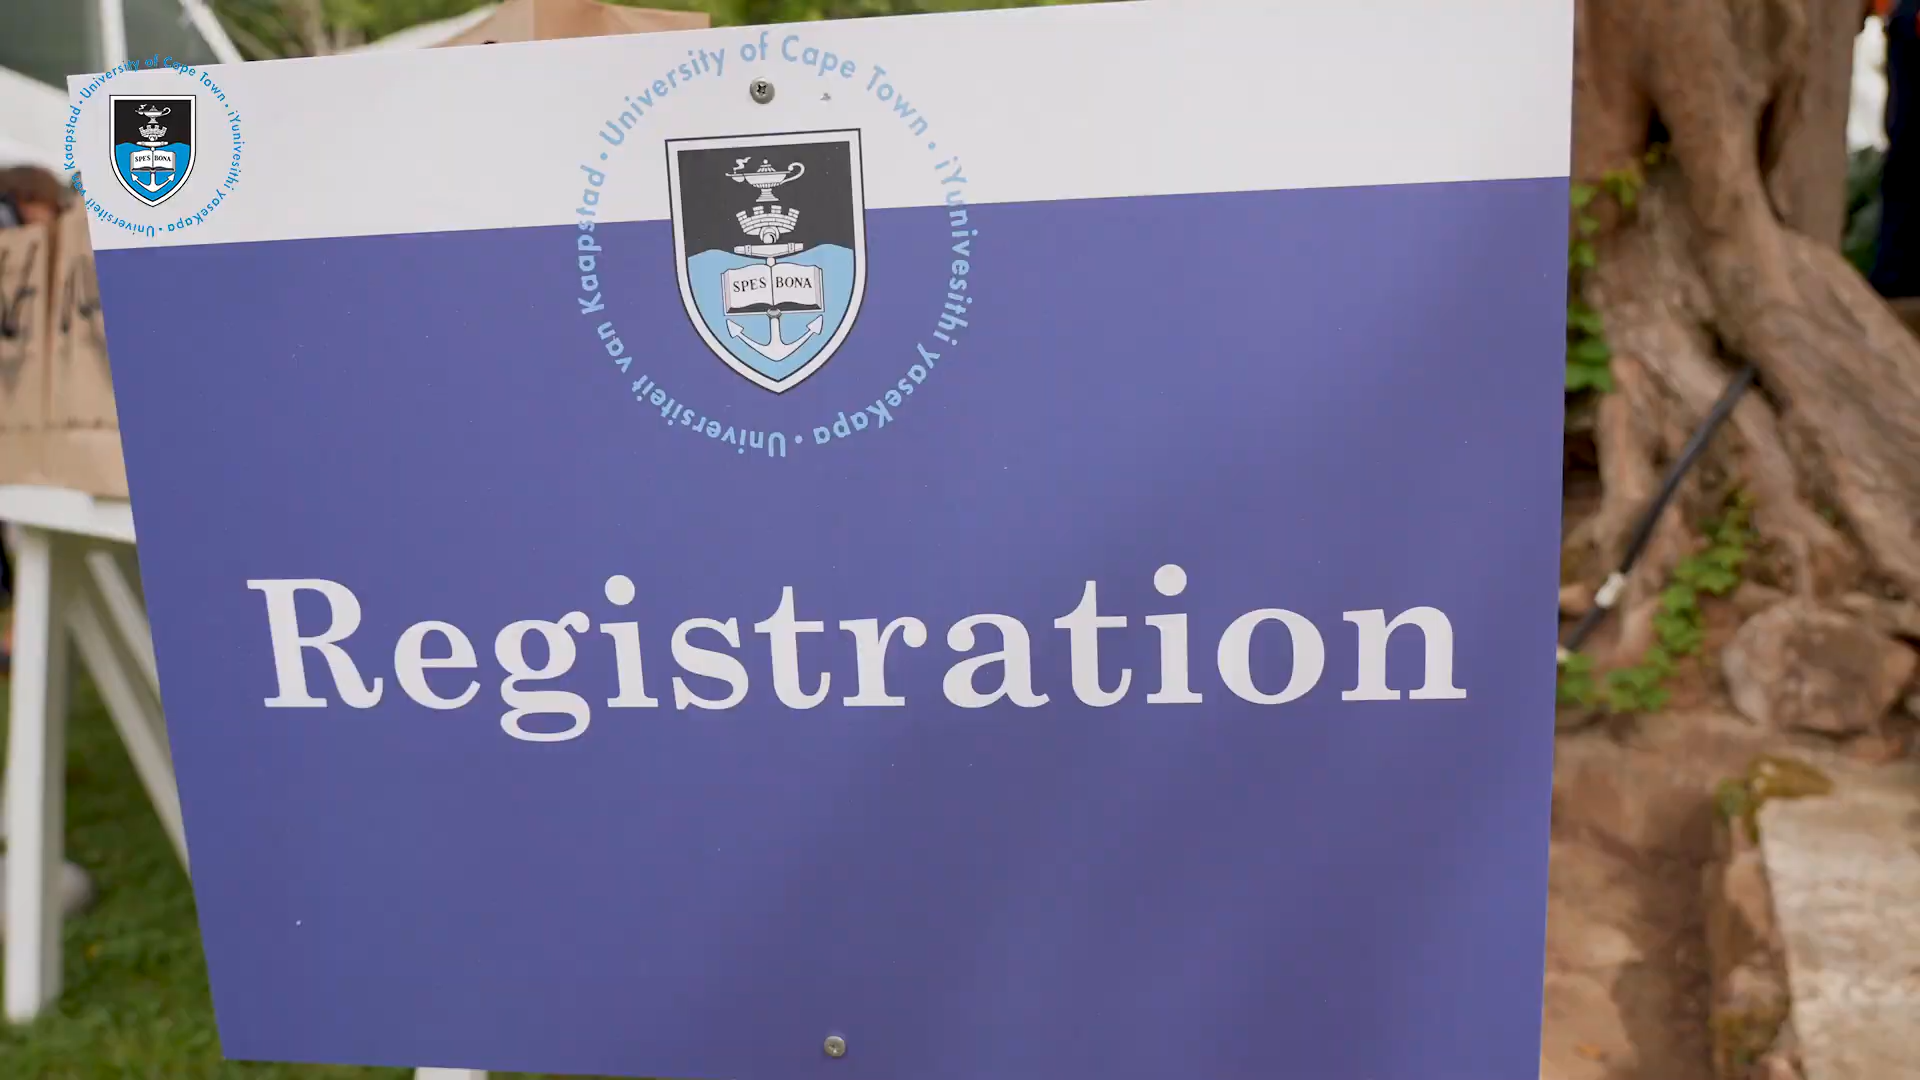 University of Cape Town · iYunivesithi yaseKapa · Universiteit van Kaapstad ·
SPES BONA
University of Cape Town · iYunivesithi yaseKapa · Universiteit van Kaapstad ·
SPES BONA
Registration